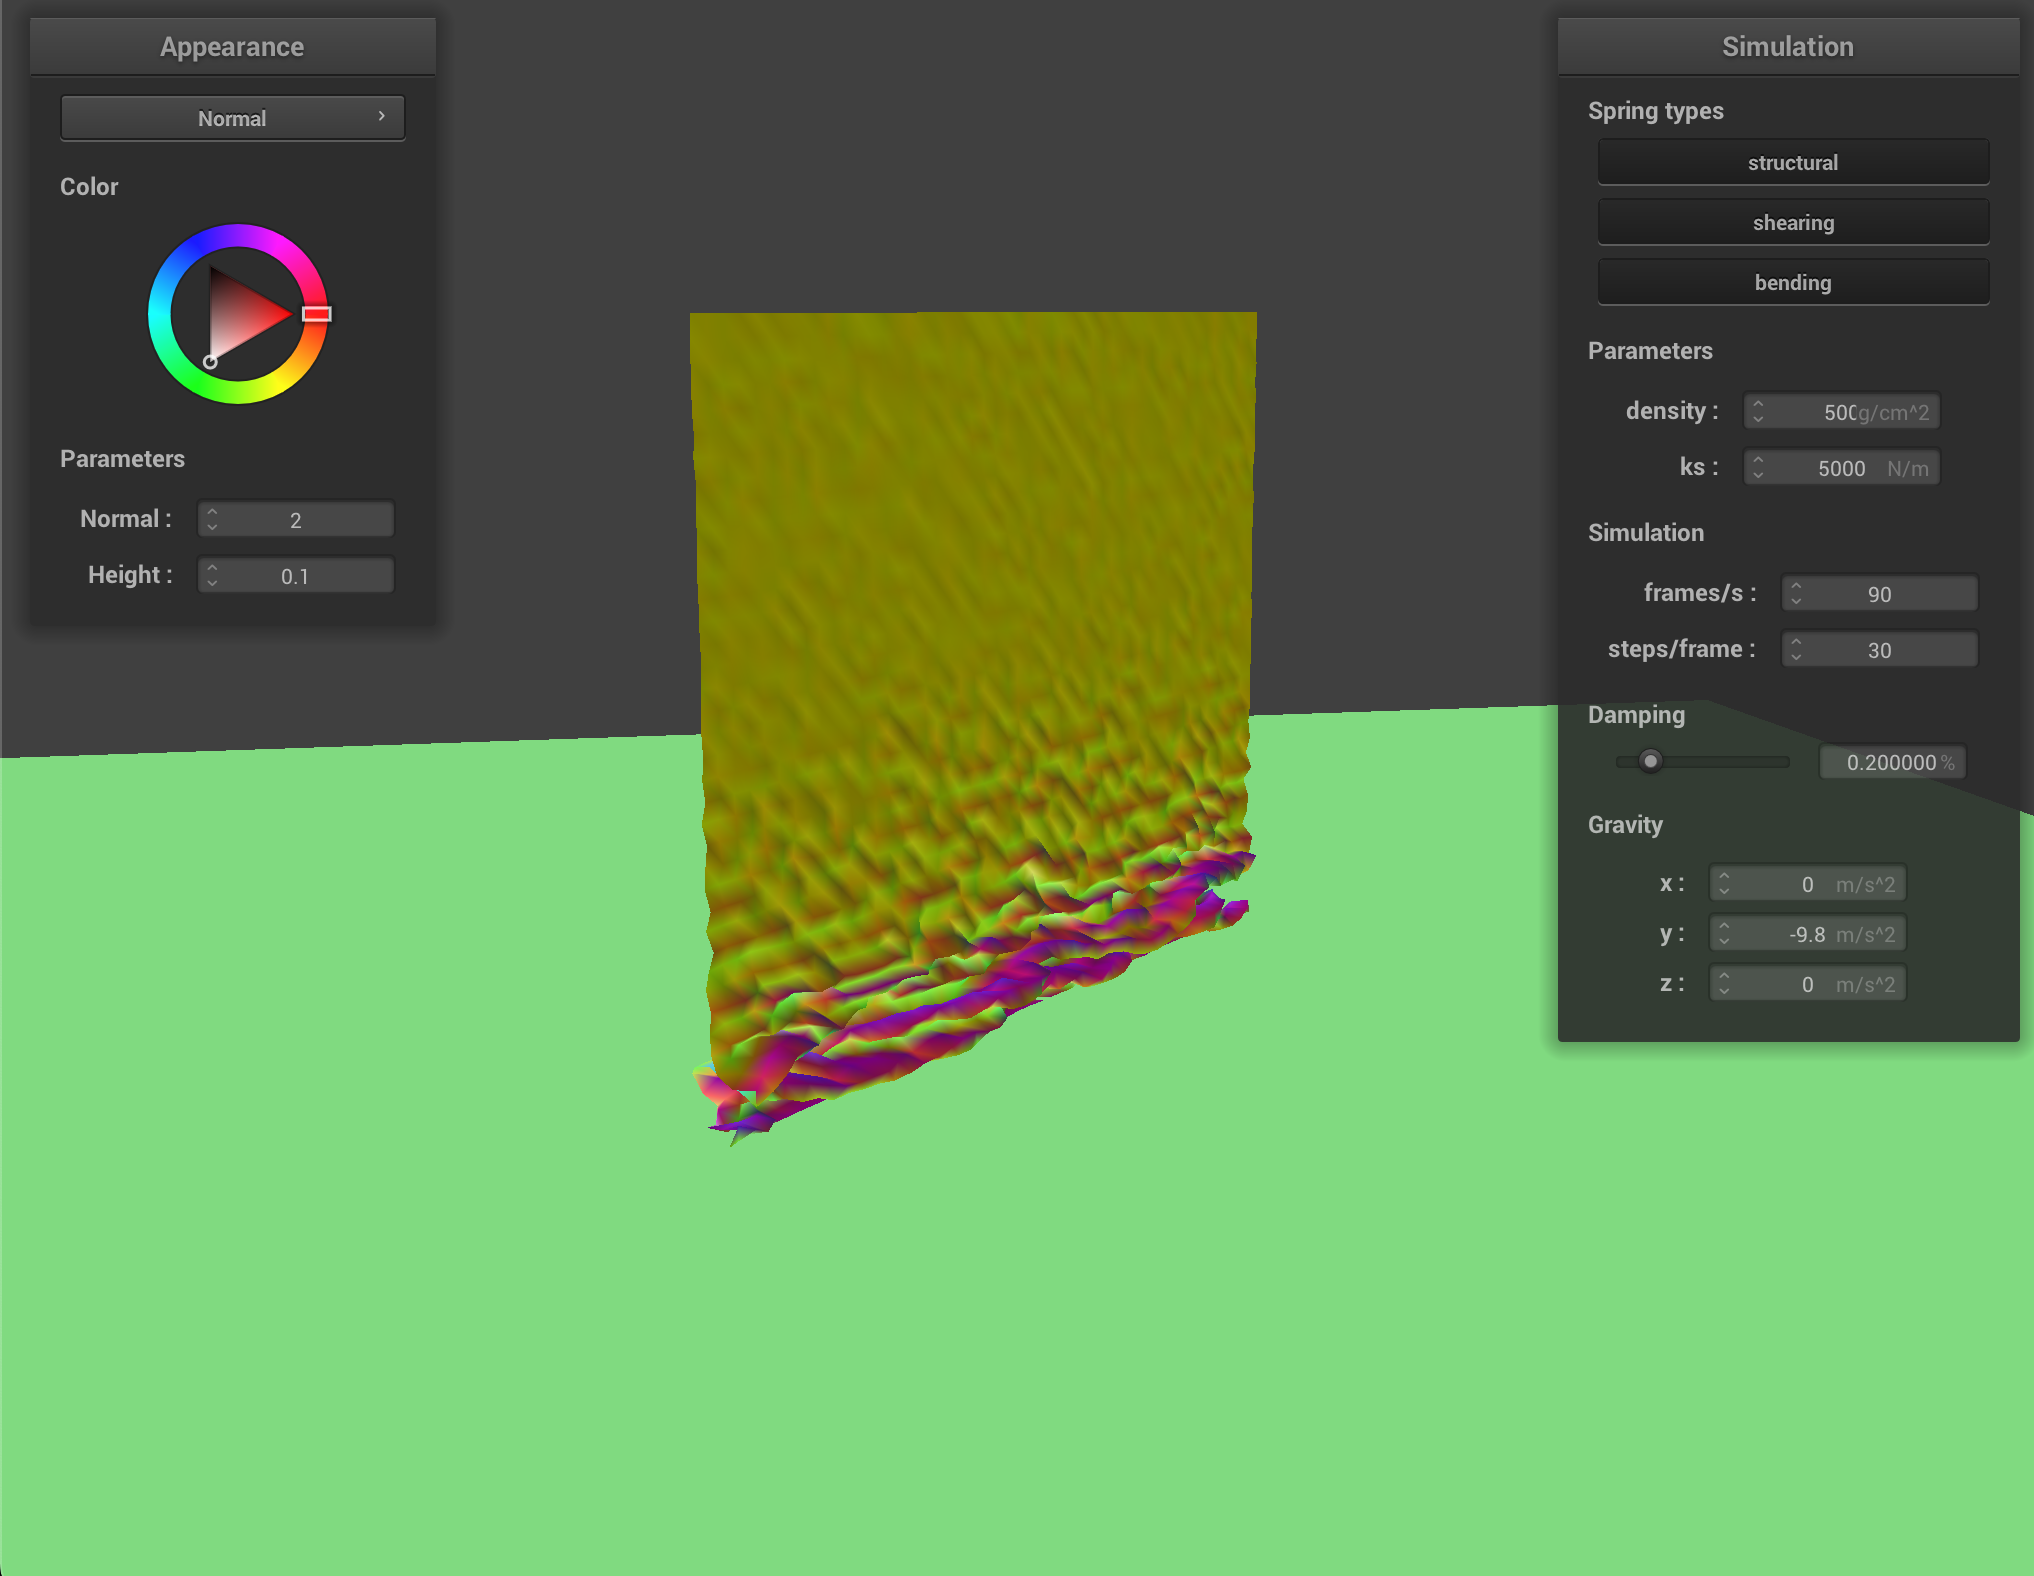 Appearance
Normal
Color
Parameters
Normal : 2
Height : 0.1
Simulation
Spring types
structural
shearing
bending
Parameters
density : 500 g/cm^2
ks : 5000 N/m
Simulation
frames/s : 90
steps/frame : 30
Damping
0.200000 %
Gravity
x : 0 m/s^2
y : -9.8 m/s^2
z : 0 m/s^2